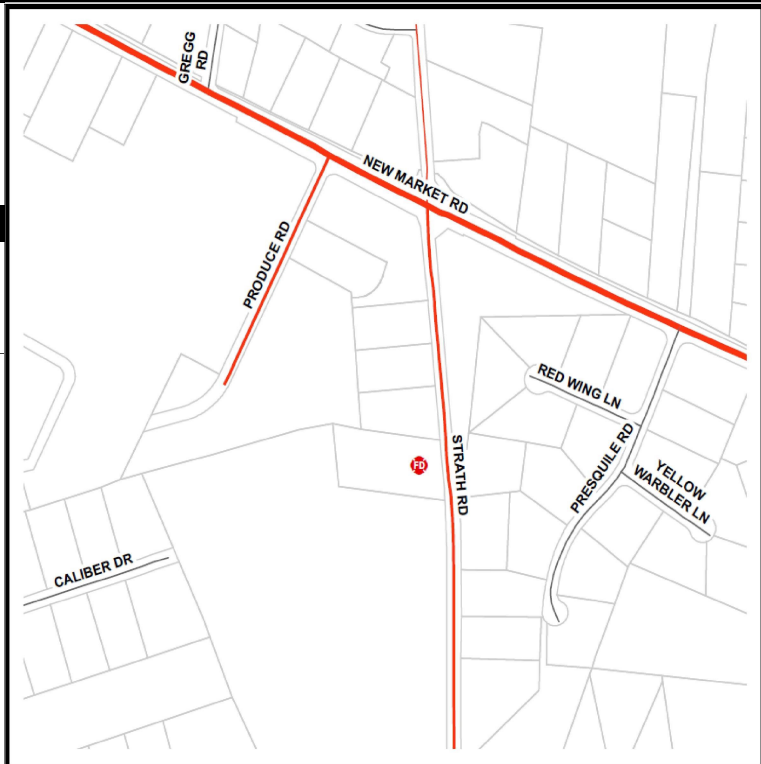 GREGG
RD
NEW MARKET RD
PRODUCE RD
RED WING LN
STRATH RD
PRESQUILE RD
YELLOW
WARBLER LN
FD
CALIBER DR